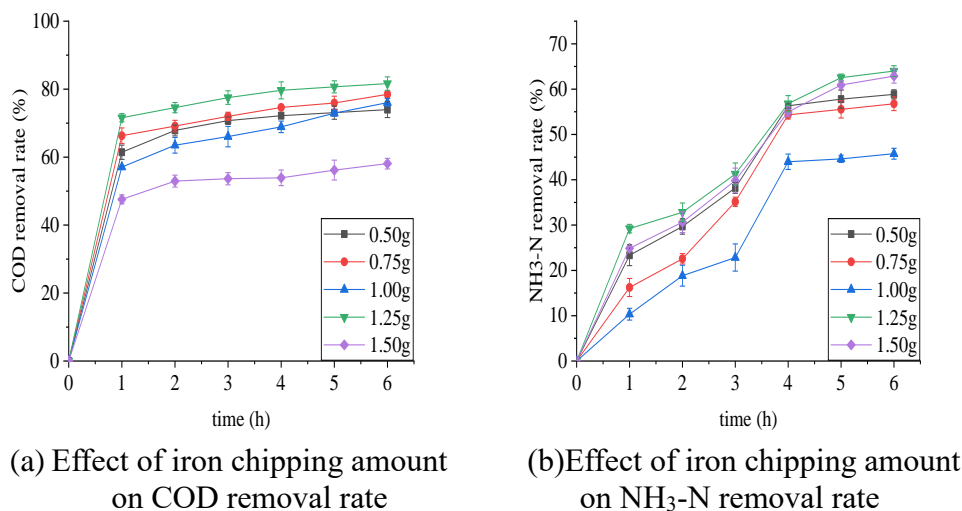 100
80
60
40
20
0
COD removal rate (%)
0 1 2 3 4 5 6
time (h)
0.50g
0.75g
1.00g
1.25g
1.50g
70
60
50
40
30
20
10
0
NH3-N removal rate (%)
0 1 2 3 4 5 6
time (h)
0.50g
0.75g
1.00g
1.25g
1.50g
(a) Effect of iron chipping amount
on COD removal rate
(b)Effect of iron chipping amount
on NH₃-N removal rate